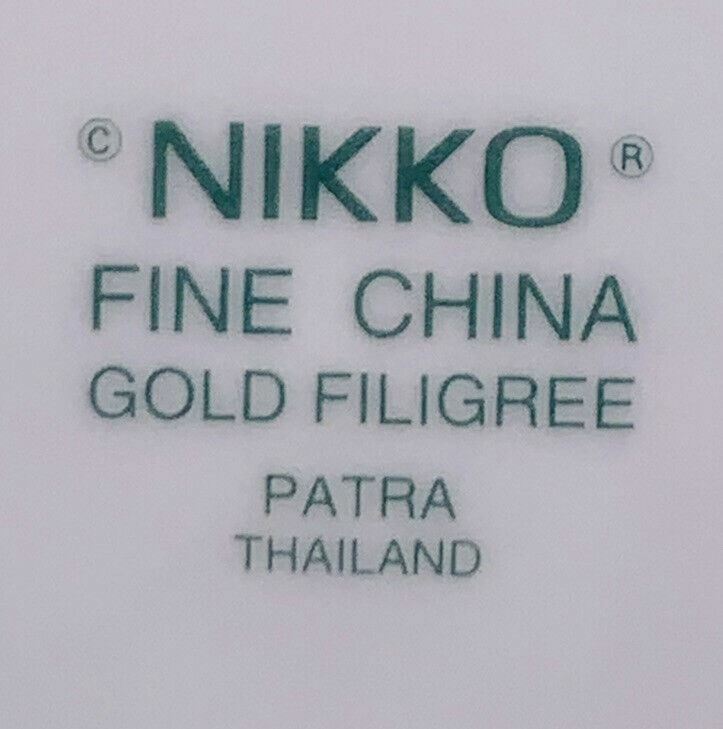 © NIKKO ®
FINE CHINA
GOLD FILIGREE
PATRA
THAILAND